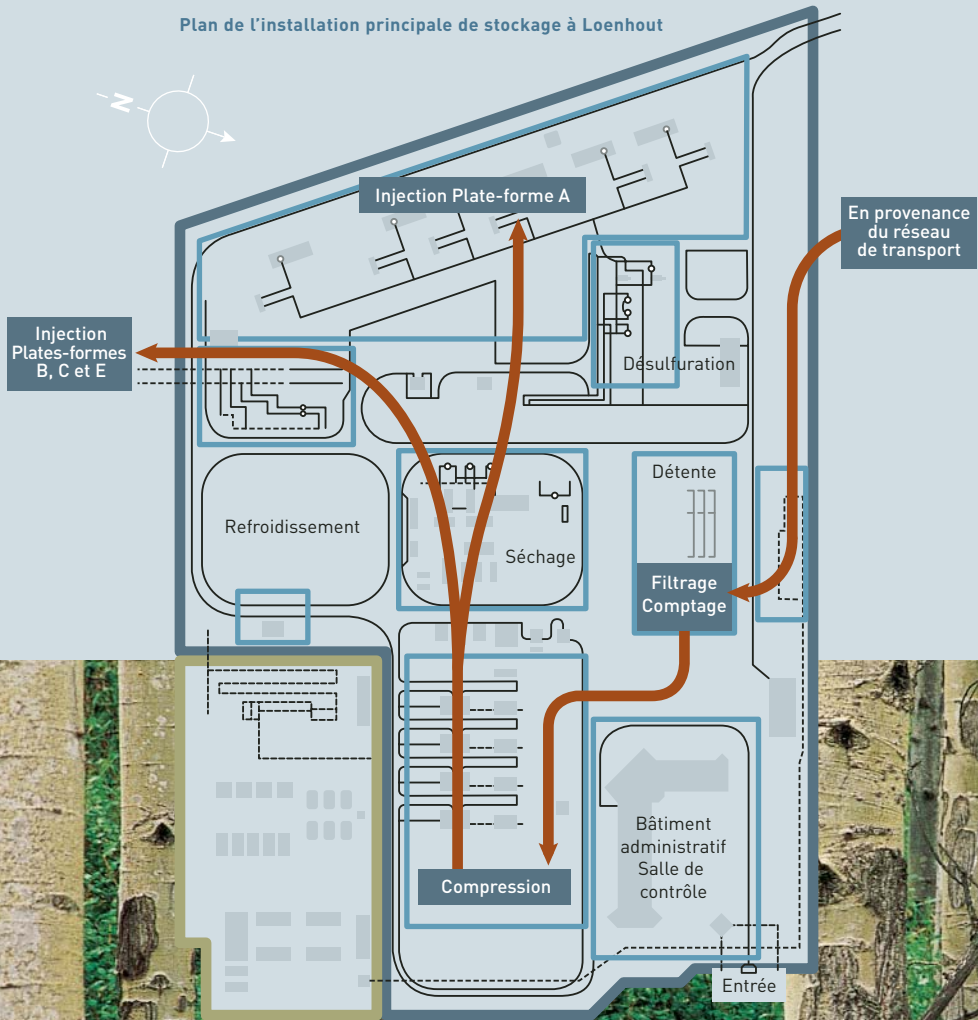 Plan de l'installation principale de stockage à Loenhout
N
Injection Plate-forme A
En provenance
du réseau
de transport
Injection
Plates-formes
B, C et E
Désulfuration
Détente
Refroidissement
Séchage
Filtrage
Comptage
Bâtiment
administratif
Salle de
contrôle
Compression
Entrée